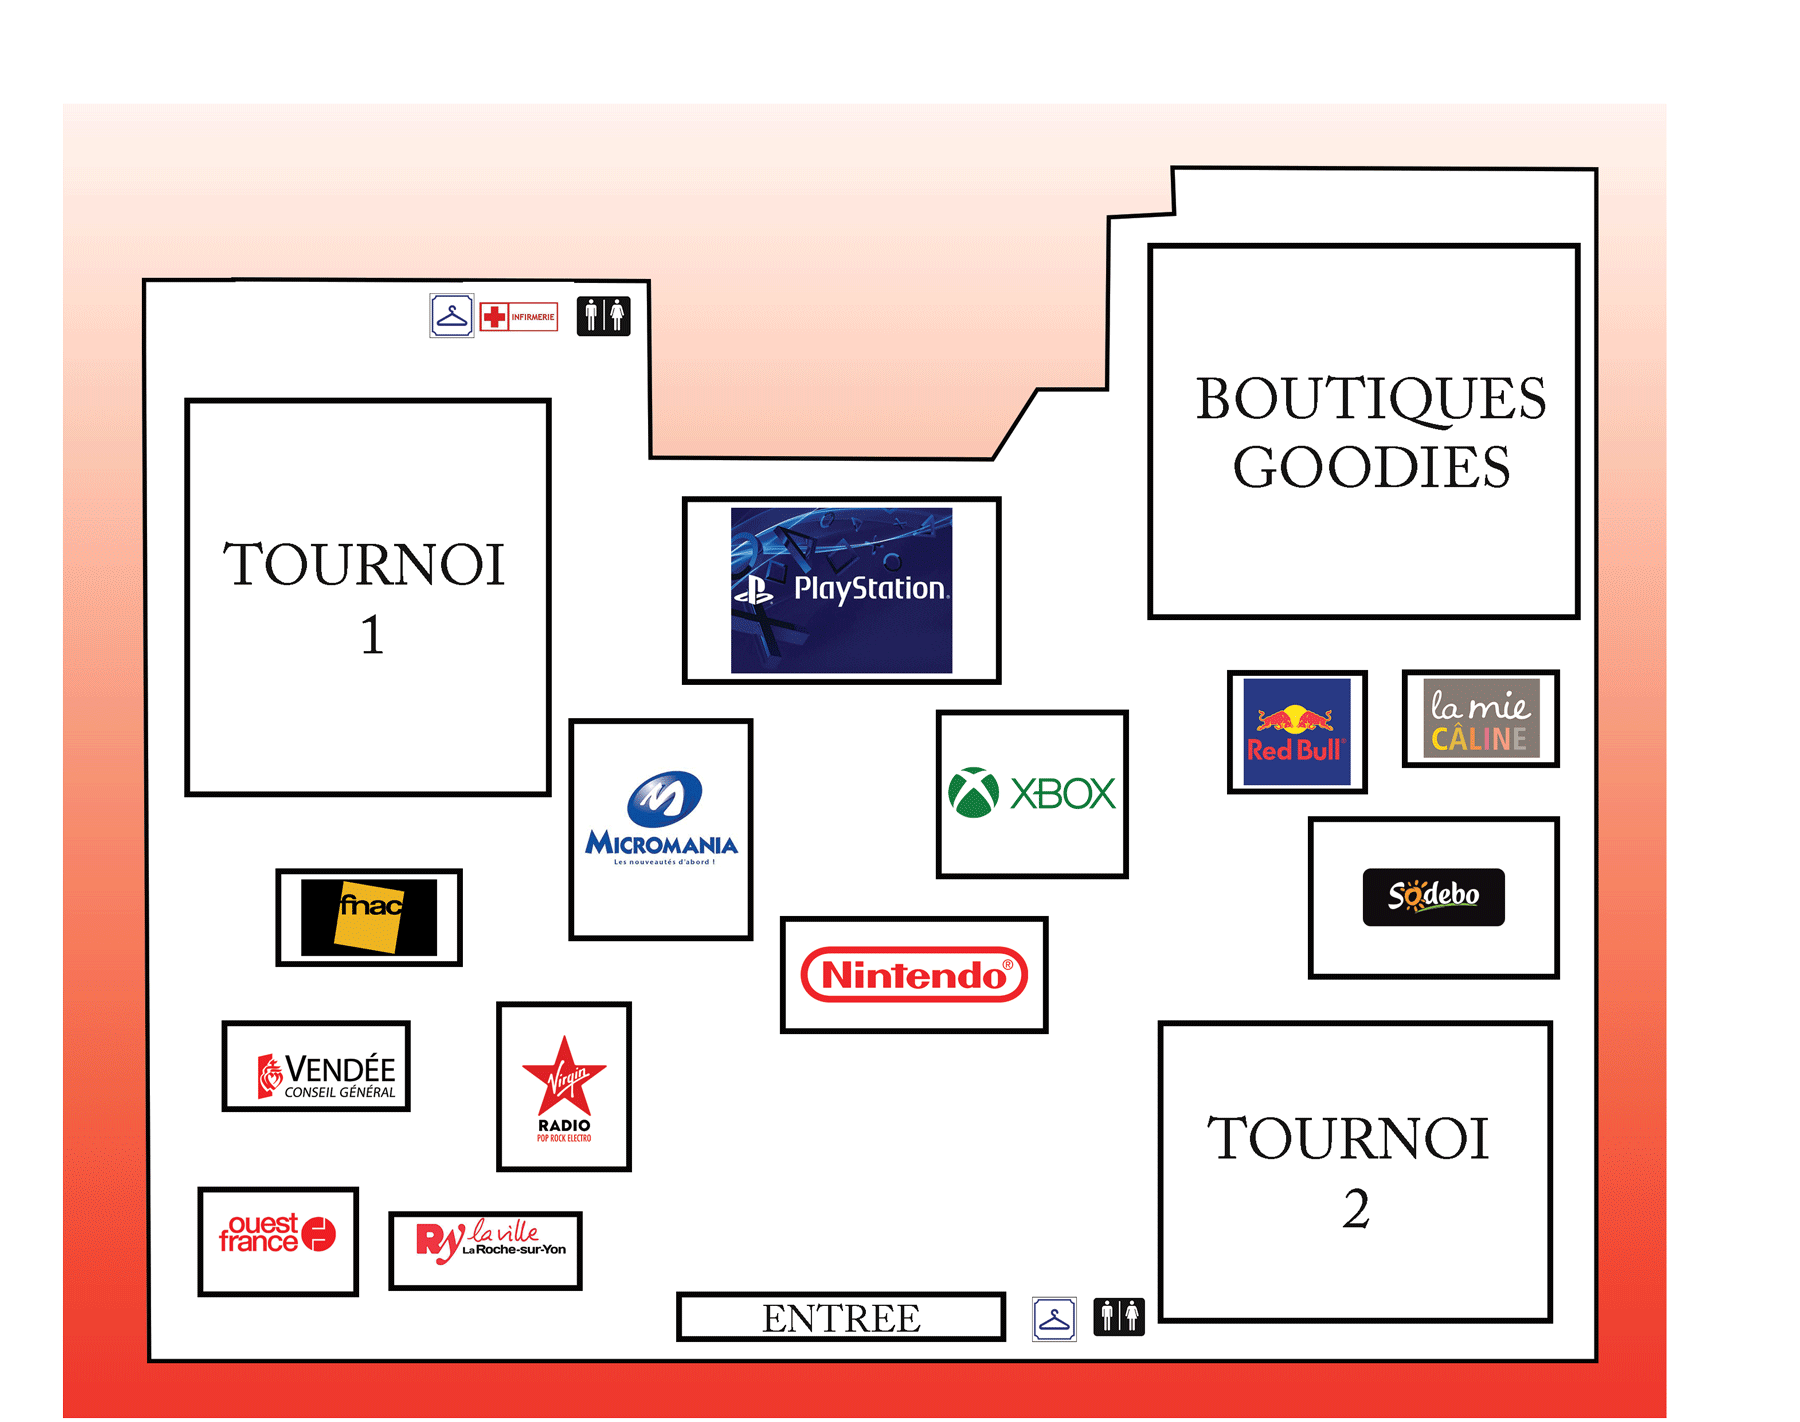 INFIRMERIE
BOUTIQUES
GOODIES
TOURNOI
1
PlayStation®
Red Bull®
la mie
CÂLINE
XBOX
MICROMANIA
Les nouveautés d'abord !
fnac
Sodebo
Nintendo®
VENDÉE
CONSEIL GÉNÉRAL
Virgin
RADIO
POP ROCK ELECTRO
TOURNOI
2
ouest
france
Ry la ville
La Roche-sur-Yon
ENTREE